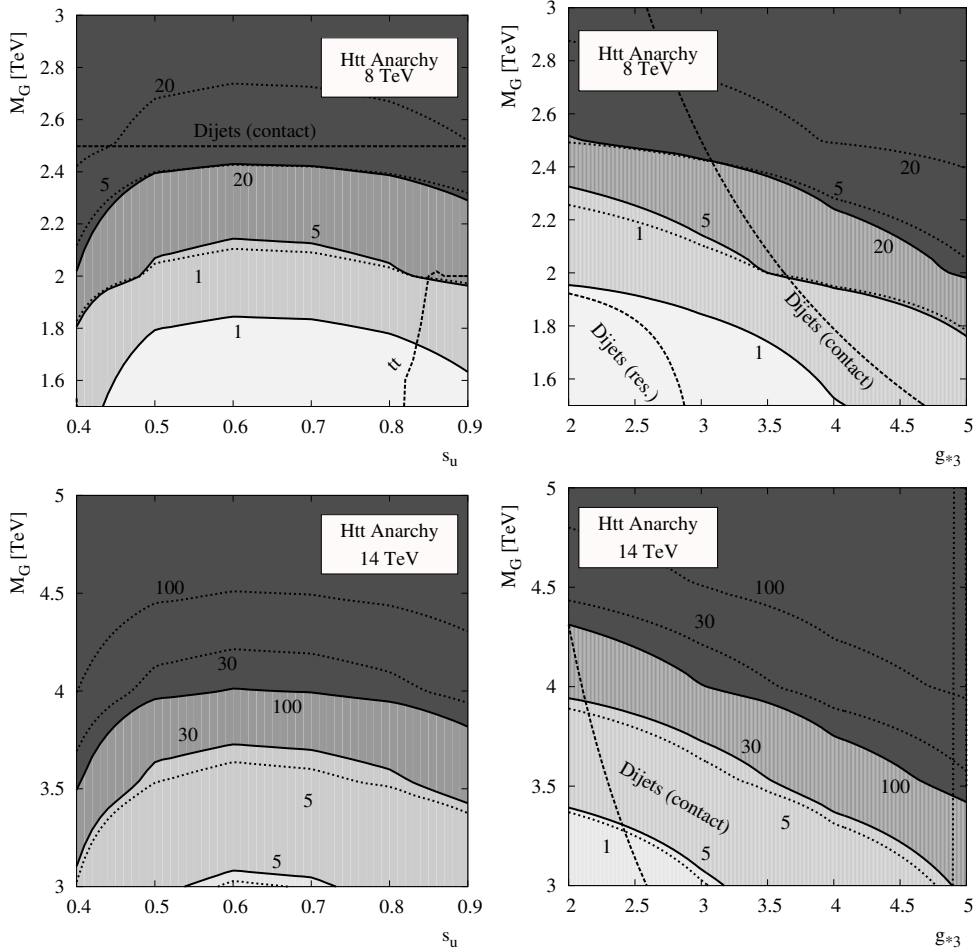 M_G [TeV]
3
2.8
2.6
2.4
2.2
2
1.8
1.6
Htt Anarchy
8 TeV
20
Dijets (contact)
5
20
5
1
1
tt
0.4 0.5 0.6 0.7 0.8 0.9
s_u
M_G [TeV]
3
2.8
2.6
2.4
2.2
2
1.8
1.6
Htt Anarchy
8 TeV
20
5
5
1
20
Dijets (contact)
1
Dijets (res.)
2 2.5 3 3.5 4 4.5 5
g_{*3}
M_G [TeV]
5
4.5
4
3.5
3
Htt Anarchy
14 TeV
100
30
100
30
5
5
0.4 0.5 0.6 0.7 0.8 0.9
s_u
M_G [TeV]
5
4.5
4
3.5
3
Htt Anarchy
14 TeV
100
30
30
100
Dijets (contact)
5
1
5
2 2.5 3 3.5 4 4.5 5
g_{*3}